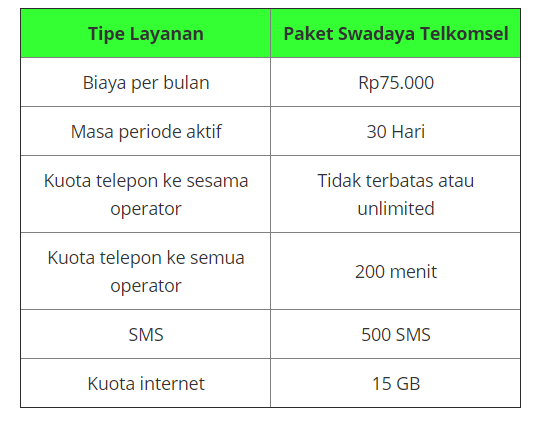 Tipe Layanan Paket Swadaya Telkomsel
Biaya per bulan Rp75.000
Masa periode aktif 30 Hari
Kuota telepon ke sesama
operator
Tidak terbatas atau
unlimited
Kuota telepon ke semua
operator
200 menit
SMS 500 SMS
Kuota internet 15 GB